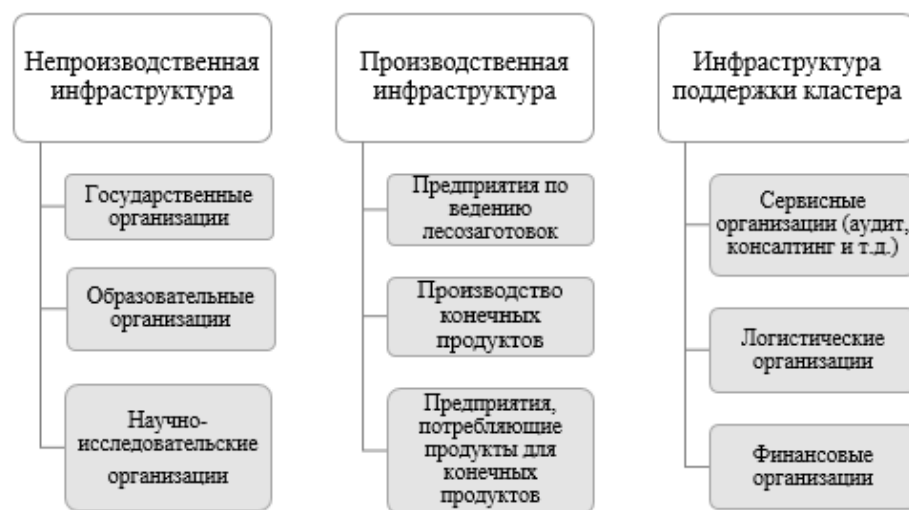 Непроизводственная
инфраструктура
Государственные
организации
Образовательные
организации
Научно-
исследовательские
организации
Производственная
инфраструктура
Предприятия по
ведению
лесозаготовок
Производство
конечных
продуктов
Предприятия,
потребляющие
продукты для
конечных
продуктов
Инфраструктура
поддержки кластера
Сервисные
организации (аудит,
консалтинг и т.д.)
Логистические
организации
Финансовые
организации